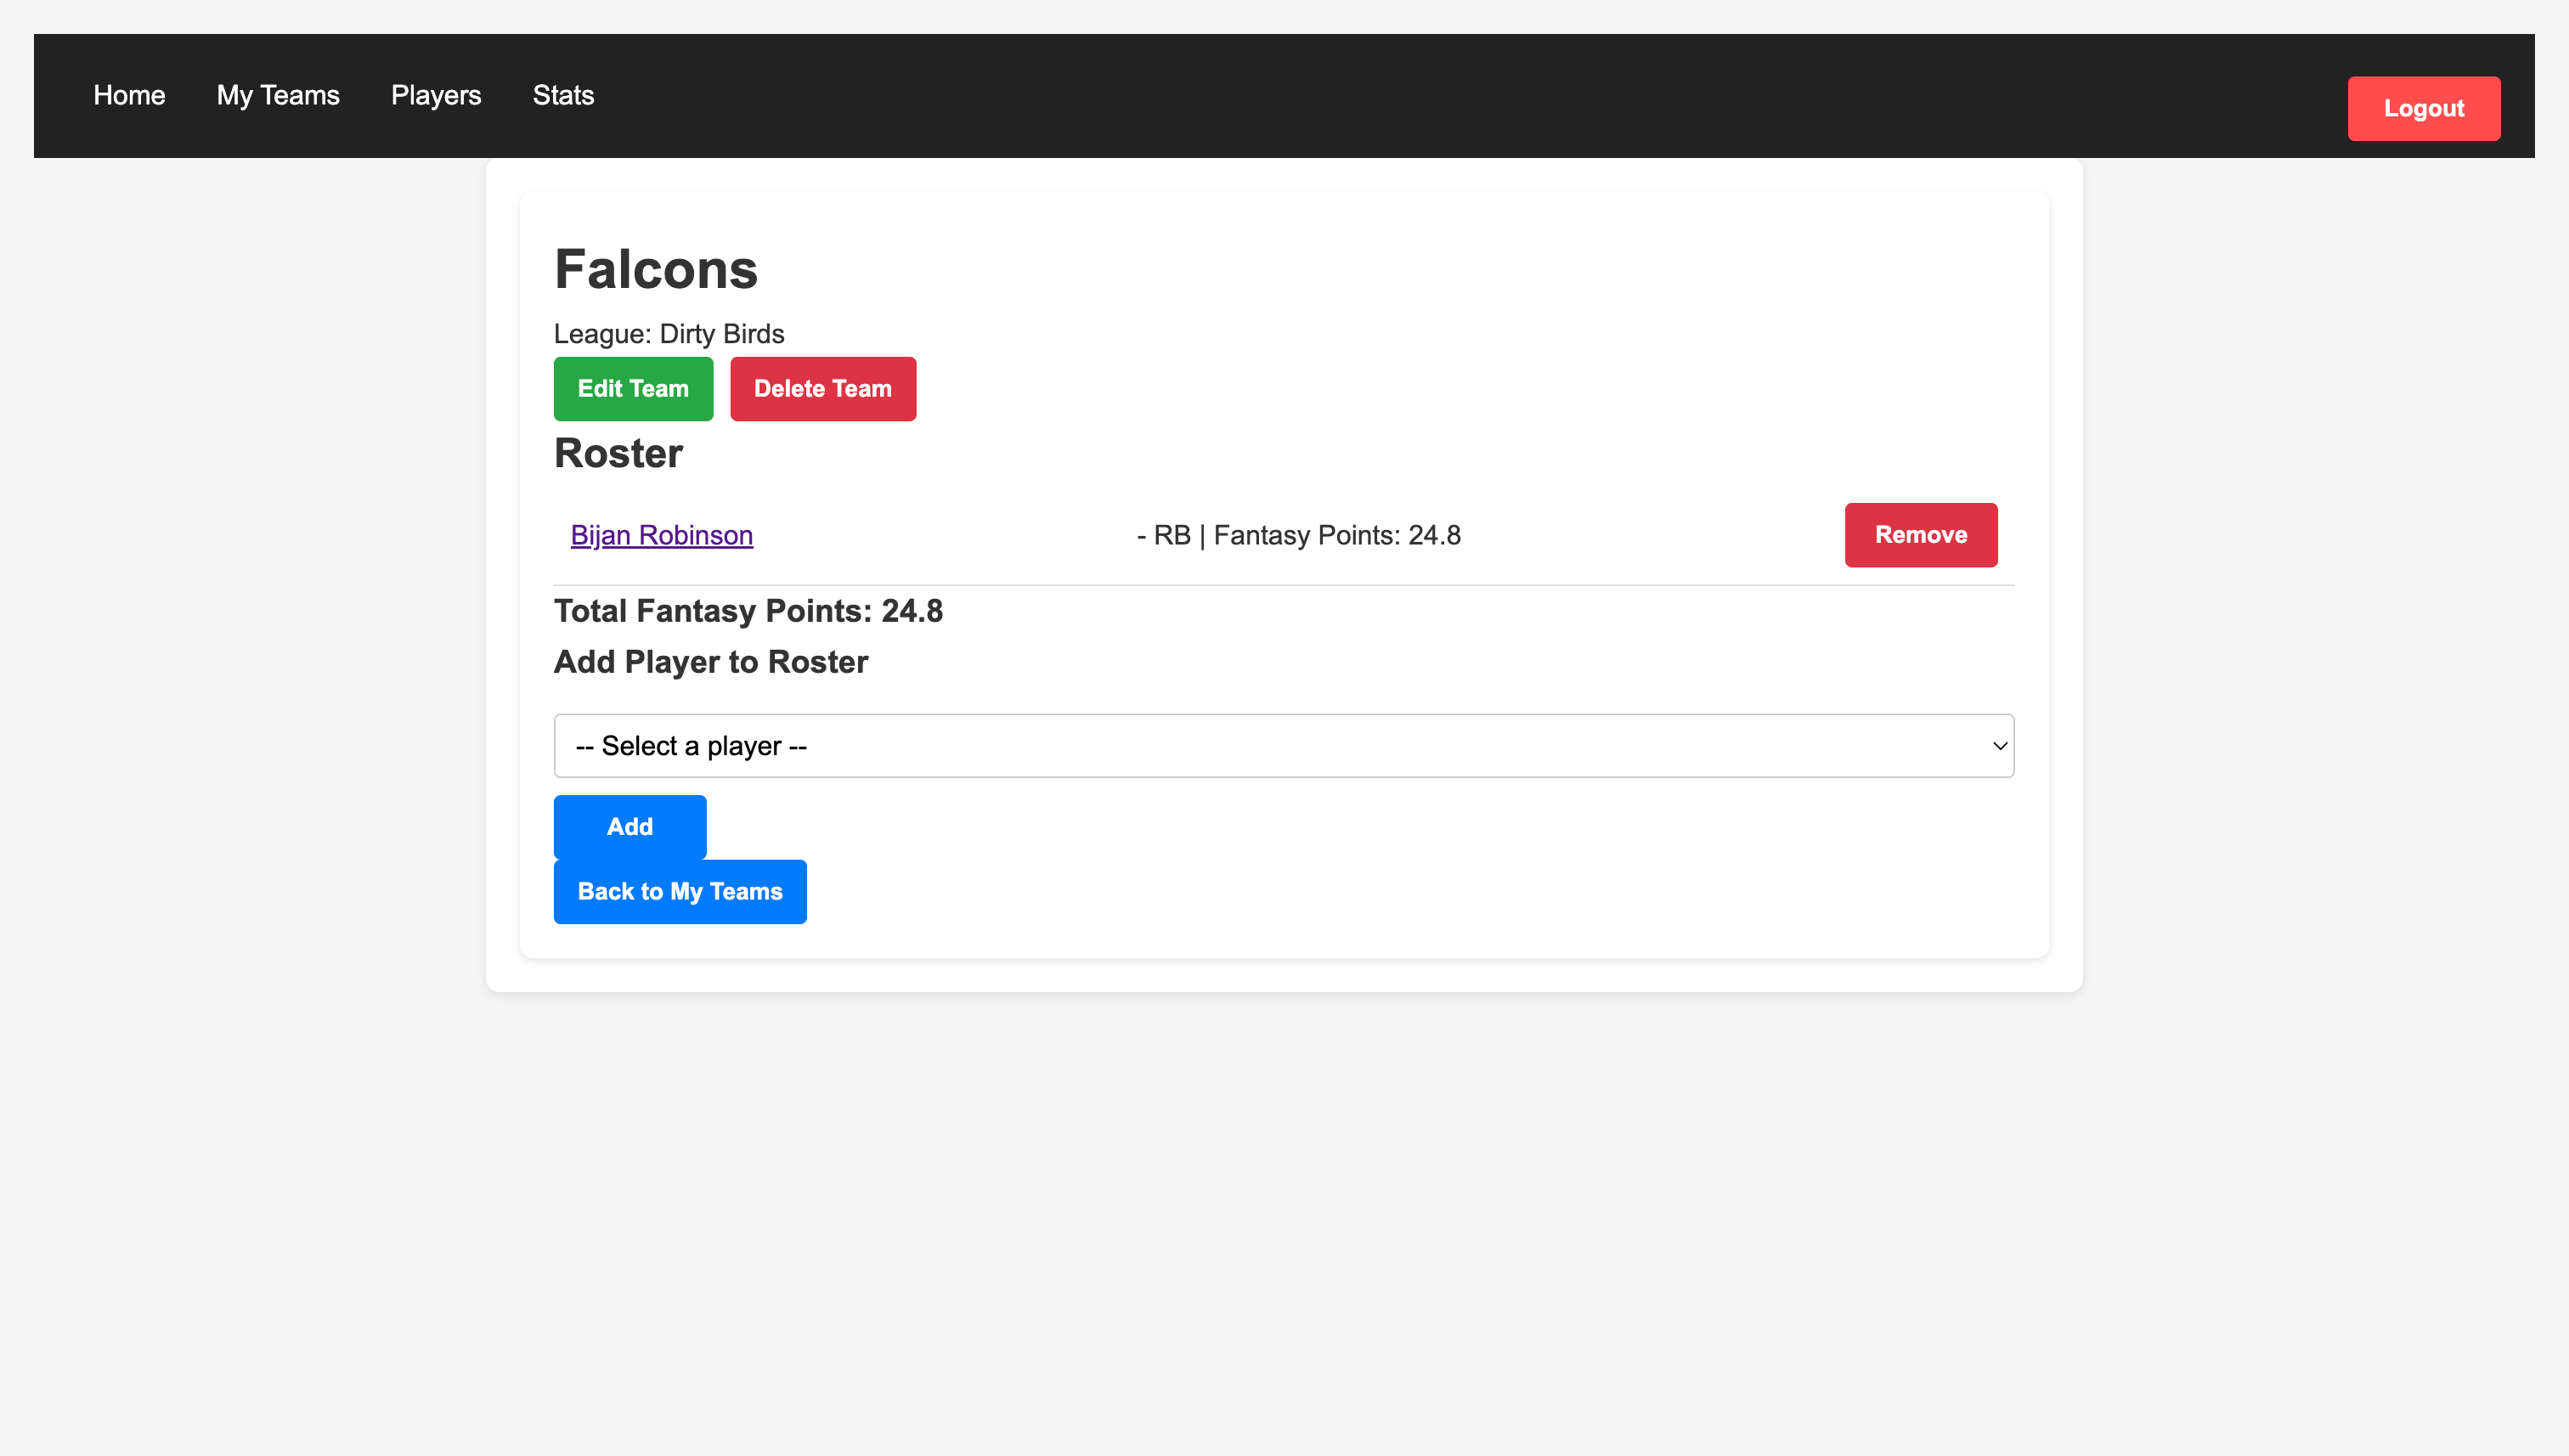 Home My Teams Players Stats Logout
Falcons
League: Dirty Birds
Edit Team Delete Team
Roster
Bijan Robinson - RB | Fantasy Points: 24.8 Remove
Total Fantasy Points: 24.8
Add Player to Roster
-- Select a player --
Add
Back to My Teams